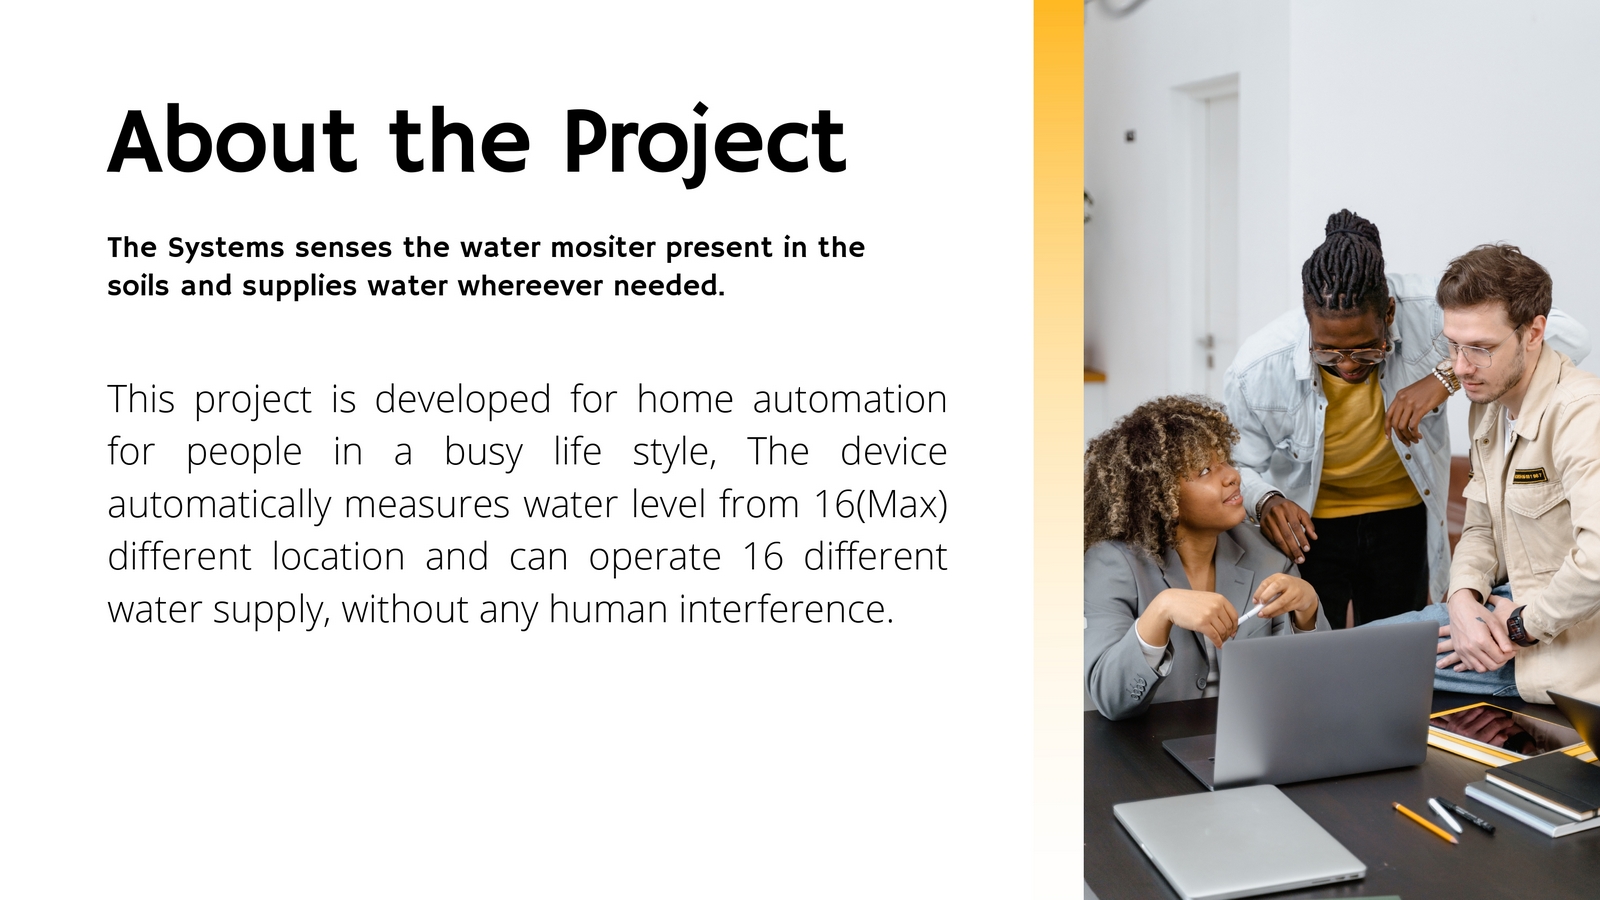 About the Project
The Systems senses the water mositer present in the
soils and supplies water whereever needed.
This project is developed for home automation
for people in a busy life style, The device
automatically measures water level from 16(Max)
different location and can operate 16 different
water supply, without any human interference.